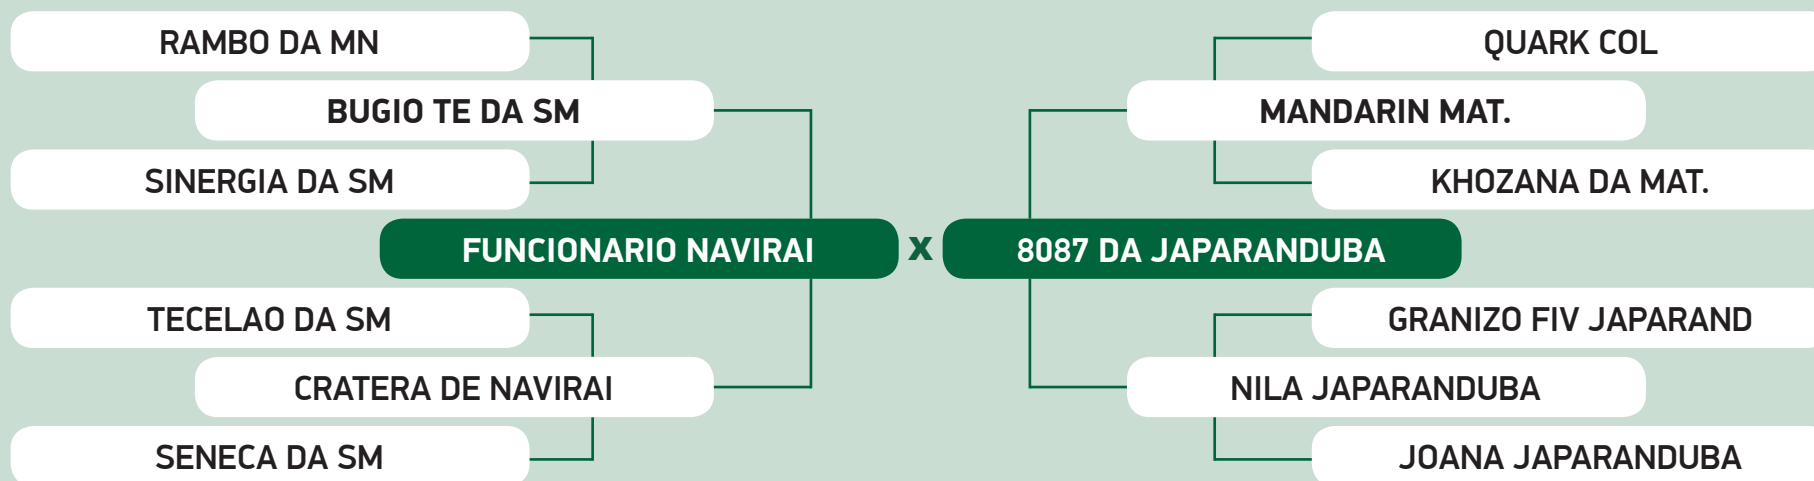 RAMBO DA MN
QUARK COL
BUGIO TE DA SM
MANDARIN MAT.
SINERGIA DA SM
KHOZANA DA MAT.
FUNCIONARIO NAVIRAI X 8087 DA JAPARANDUBA
TECELAO DA SM
GRANIZO FIV JAPARAND
CRATERA DE NAVIRAI
NILA JAPARANDUBA
SENECA DA SM
JOANA JAPARANDUBA